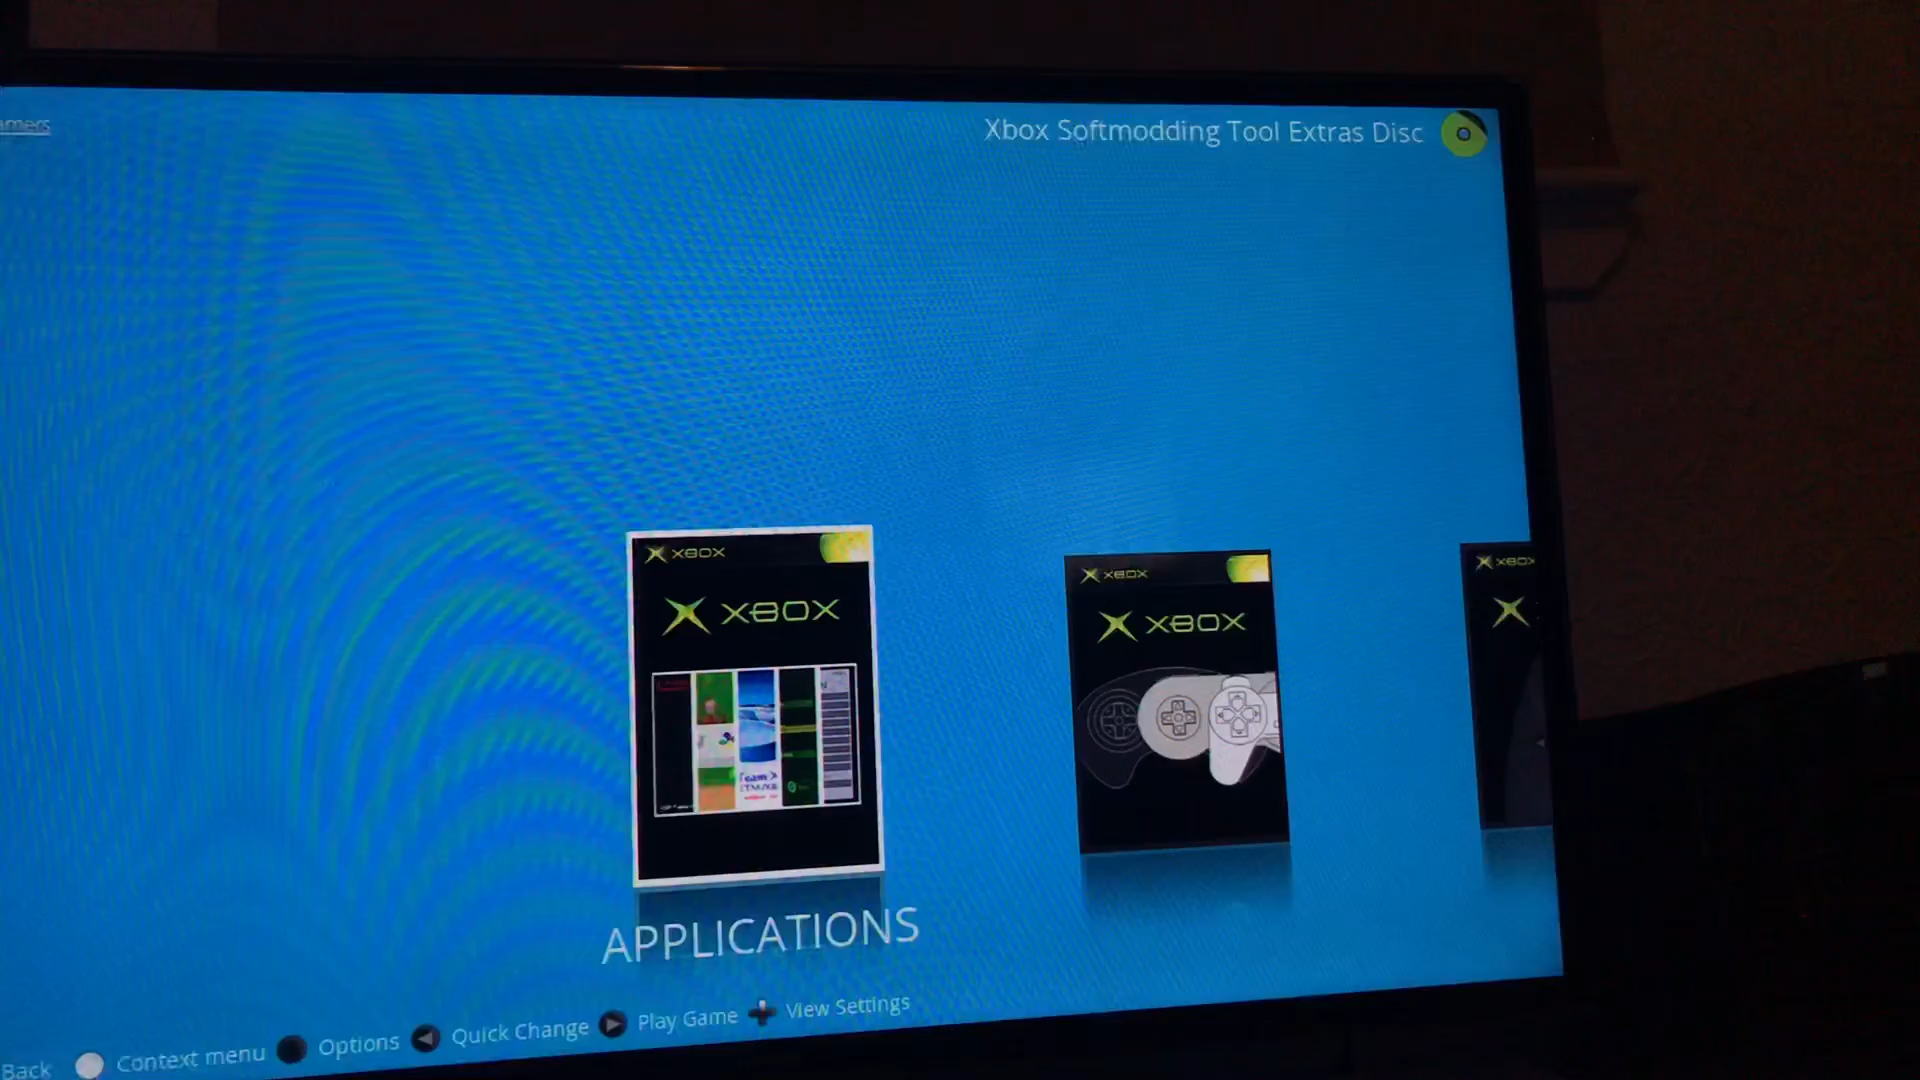 Xbox Softmodding Tool Extras Disc
XBOX
XBOX
XBOX
XBOX
XBOX
APPLICATIONS
Back
Context menu
Options
Quick Change
Play Game
View Settings